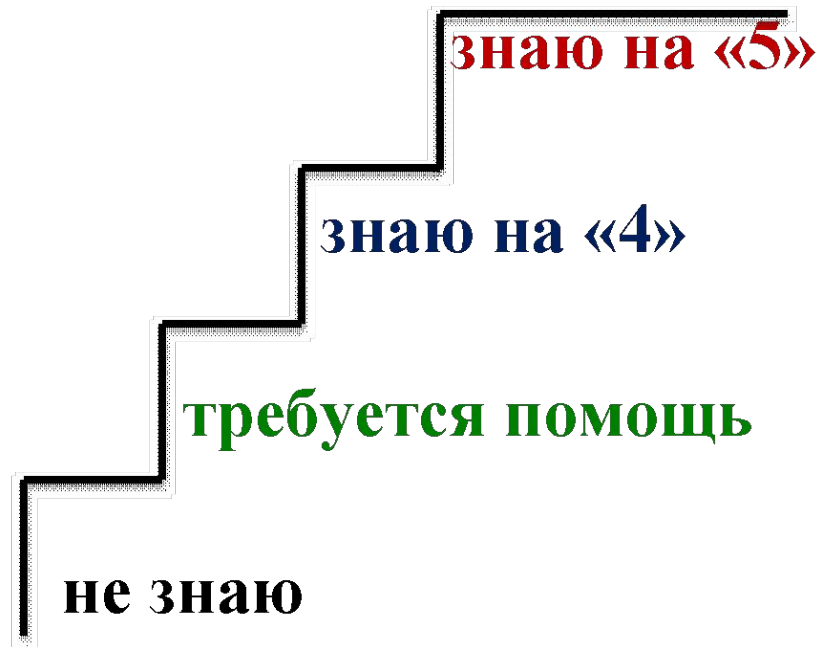 знаю на «5»
знаю на «4»
требуется помощь
не знаю